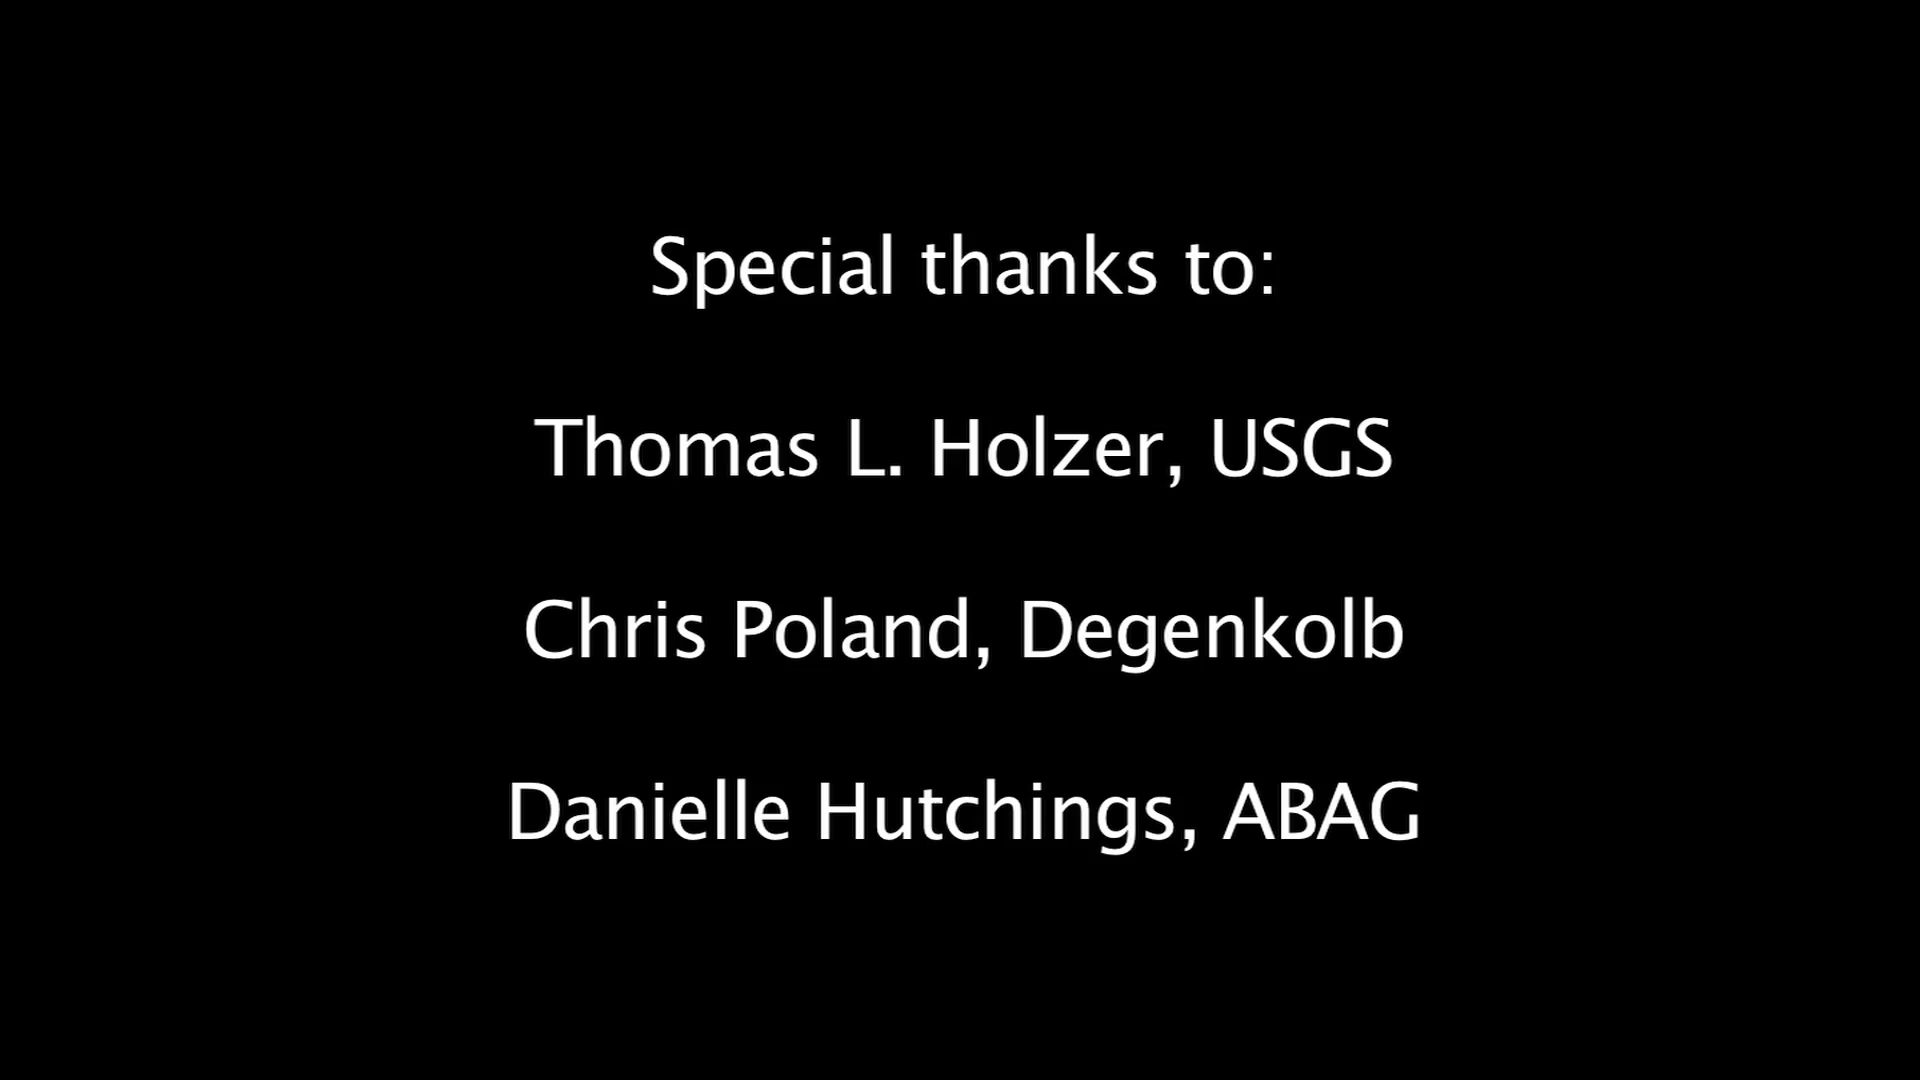 Special thanks to:
Thomas L. Holzer, USGS
Chris Poland, Degenkolb
Danielle Hutchings, ABAG